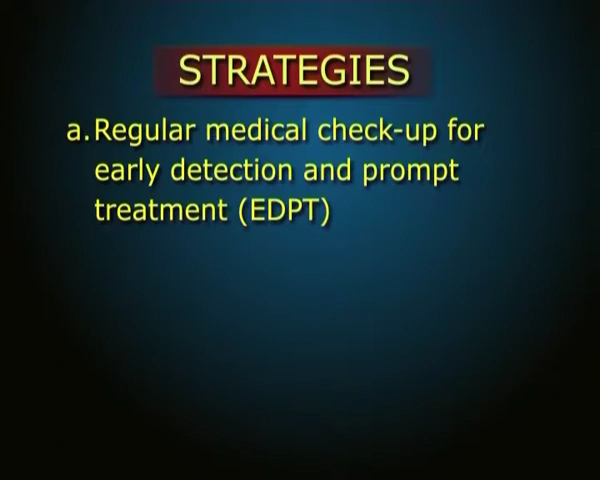 STRATEGIES
a. Regular medical check-up for
early detection and prompt
treatment (EDPT)